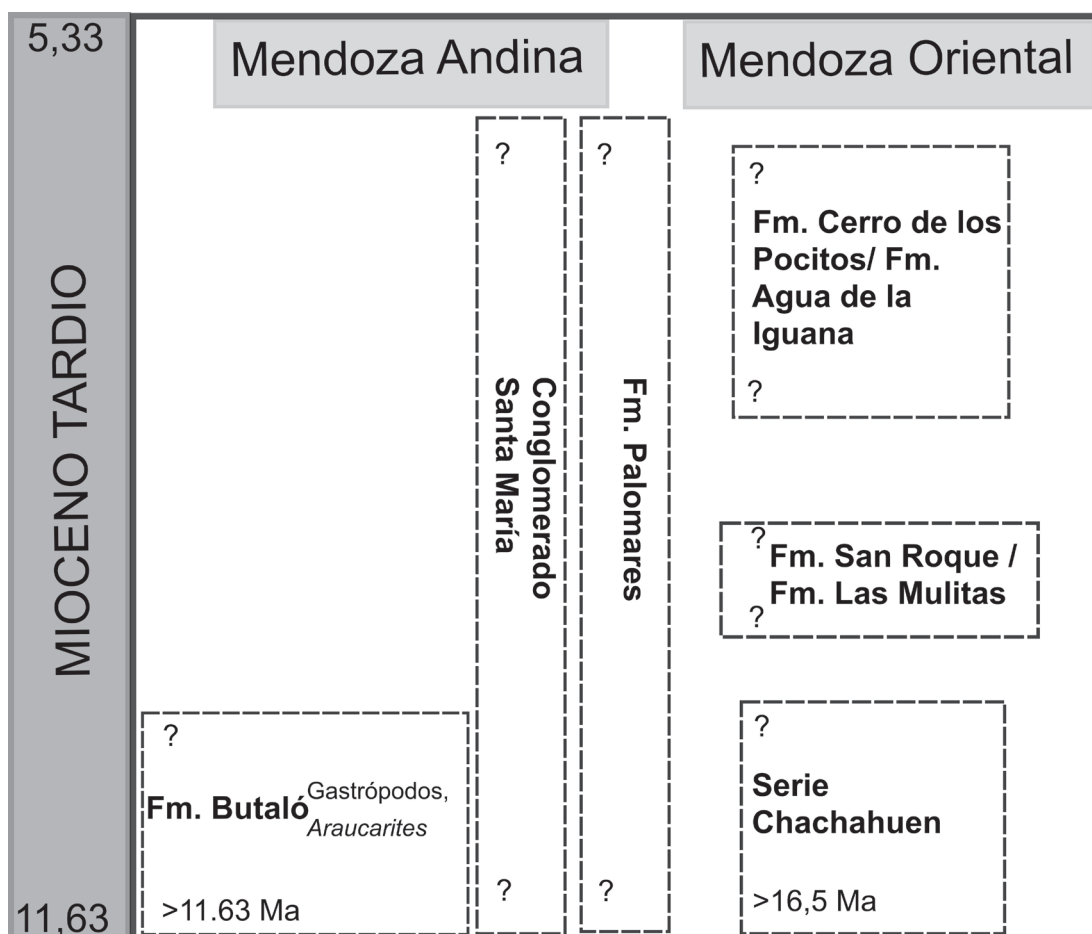 5,33
Mendoza Andina
Mendoza Oriental
MIOCENO TARDIO
?
Conglomerado
Santa María
?
?
Fm. Palomares
?
?
Fm. Cerro de los
Pocitos/ Fm.
Agua de la
Iguana
?
?
Fm. San Roque /
Fm. Las Mulitas
?
?
Fm. Butaló
Gastrópodos,
Araucarites
>11.63 Ma
?
Serie
Chachahuen
>16,5 Ma
11,63